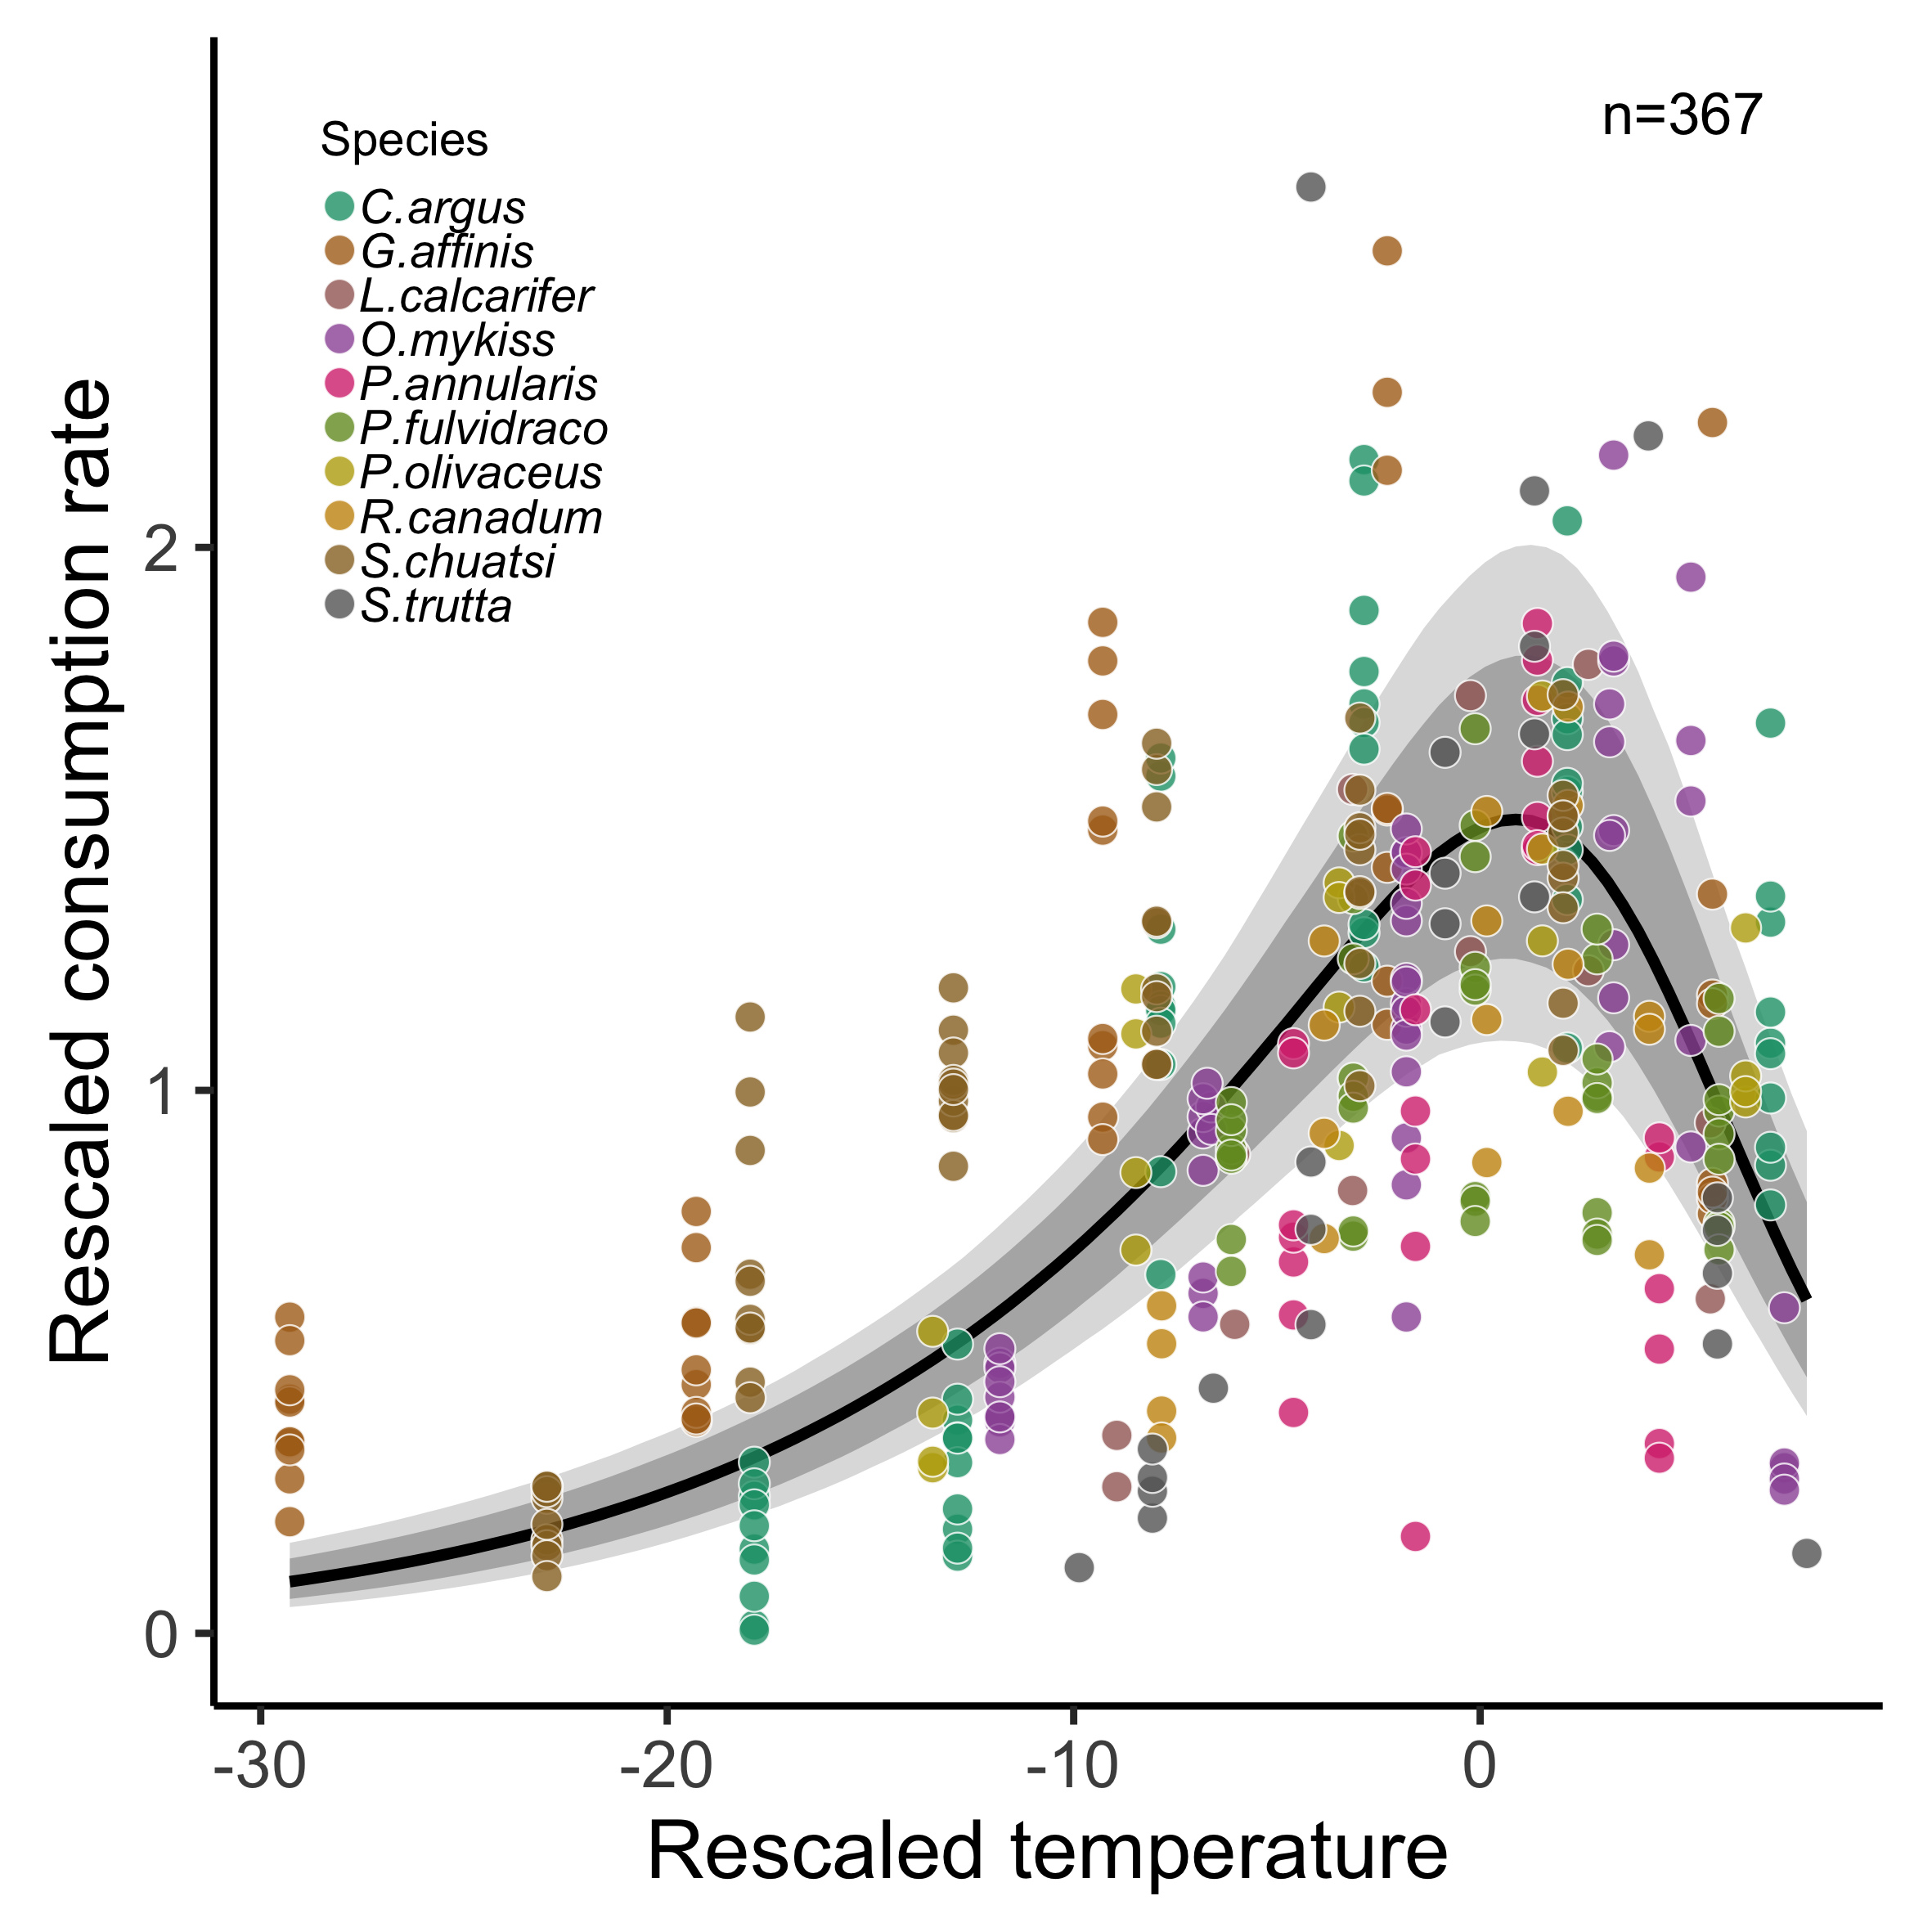 n=367
Species
C.argus
G.affinis
L.calcarifer
O.mykiss
P.annularis
P.fulvidraco
P.olivaceus
R.canadum
S.chuatsi
S.trutta
Rescaled consumption rate
2
1
0
-30 -20 -10 0
Rescaled temperature